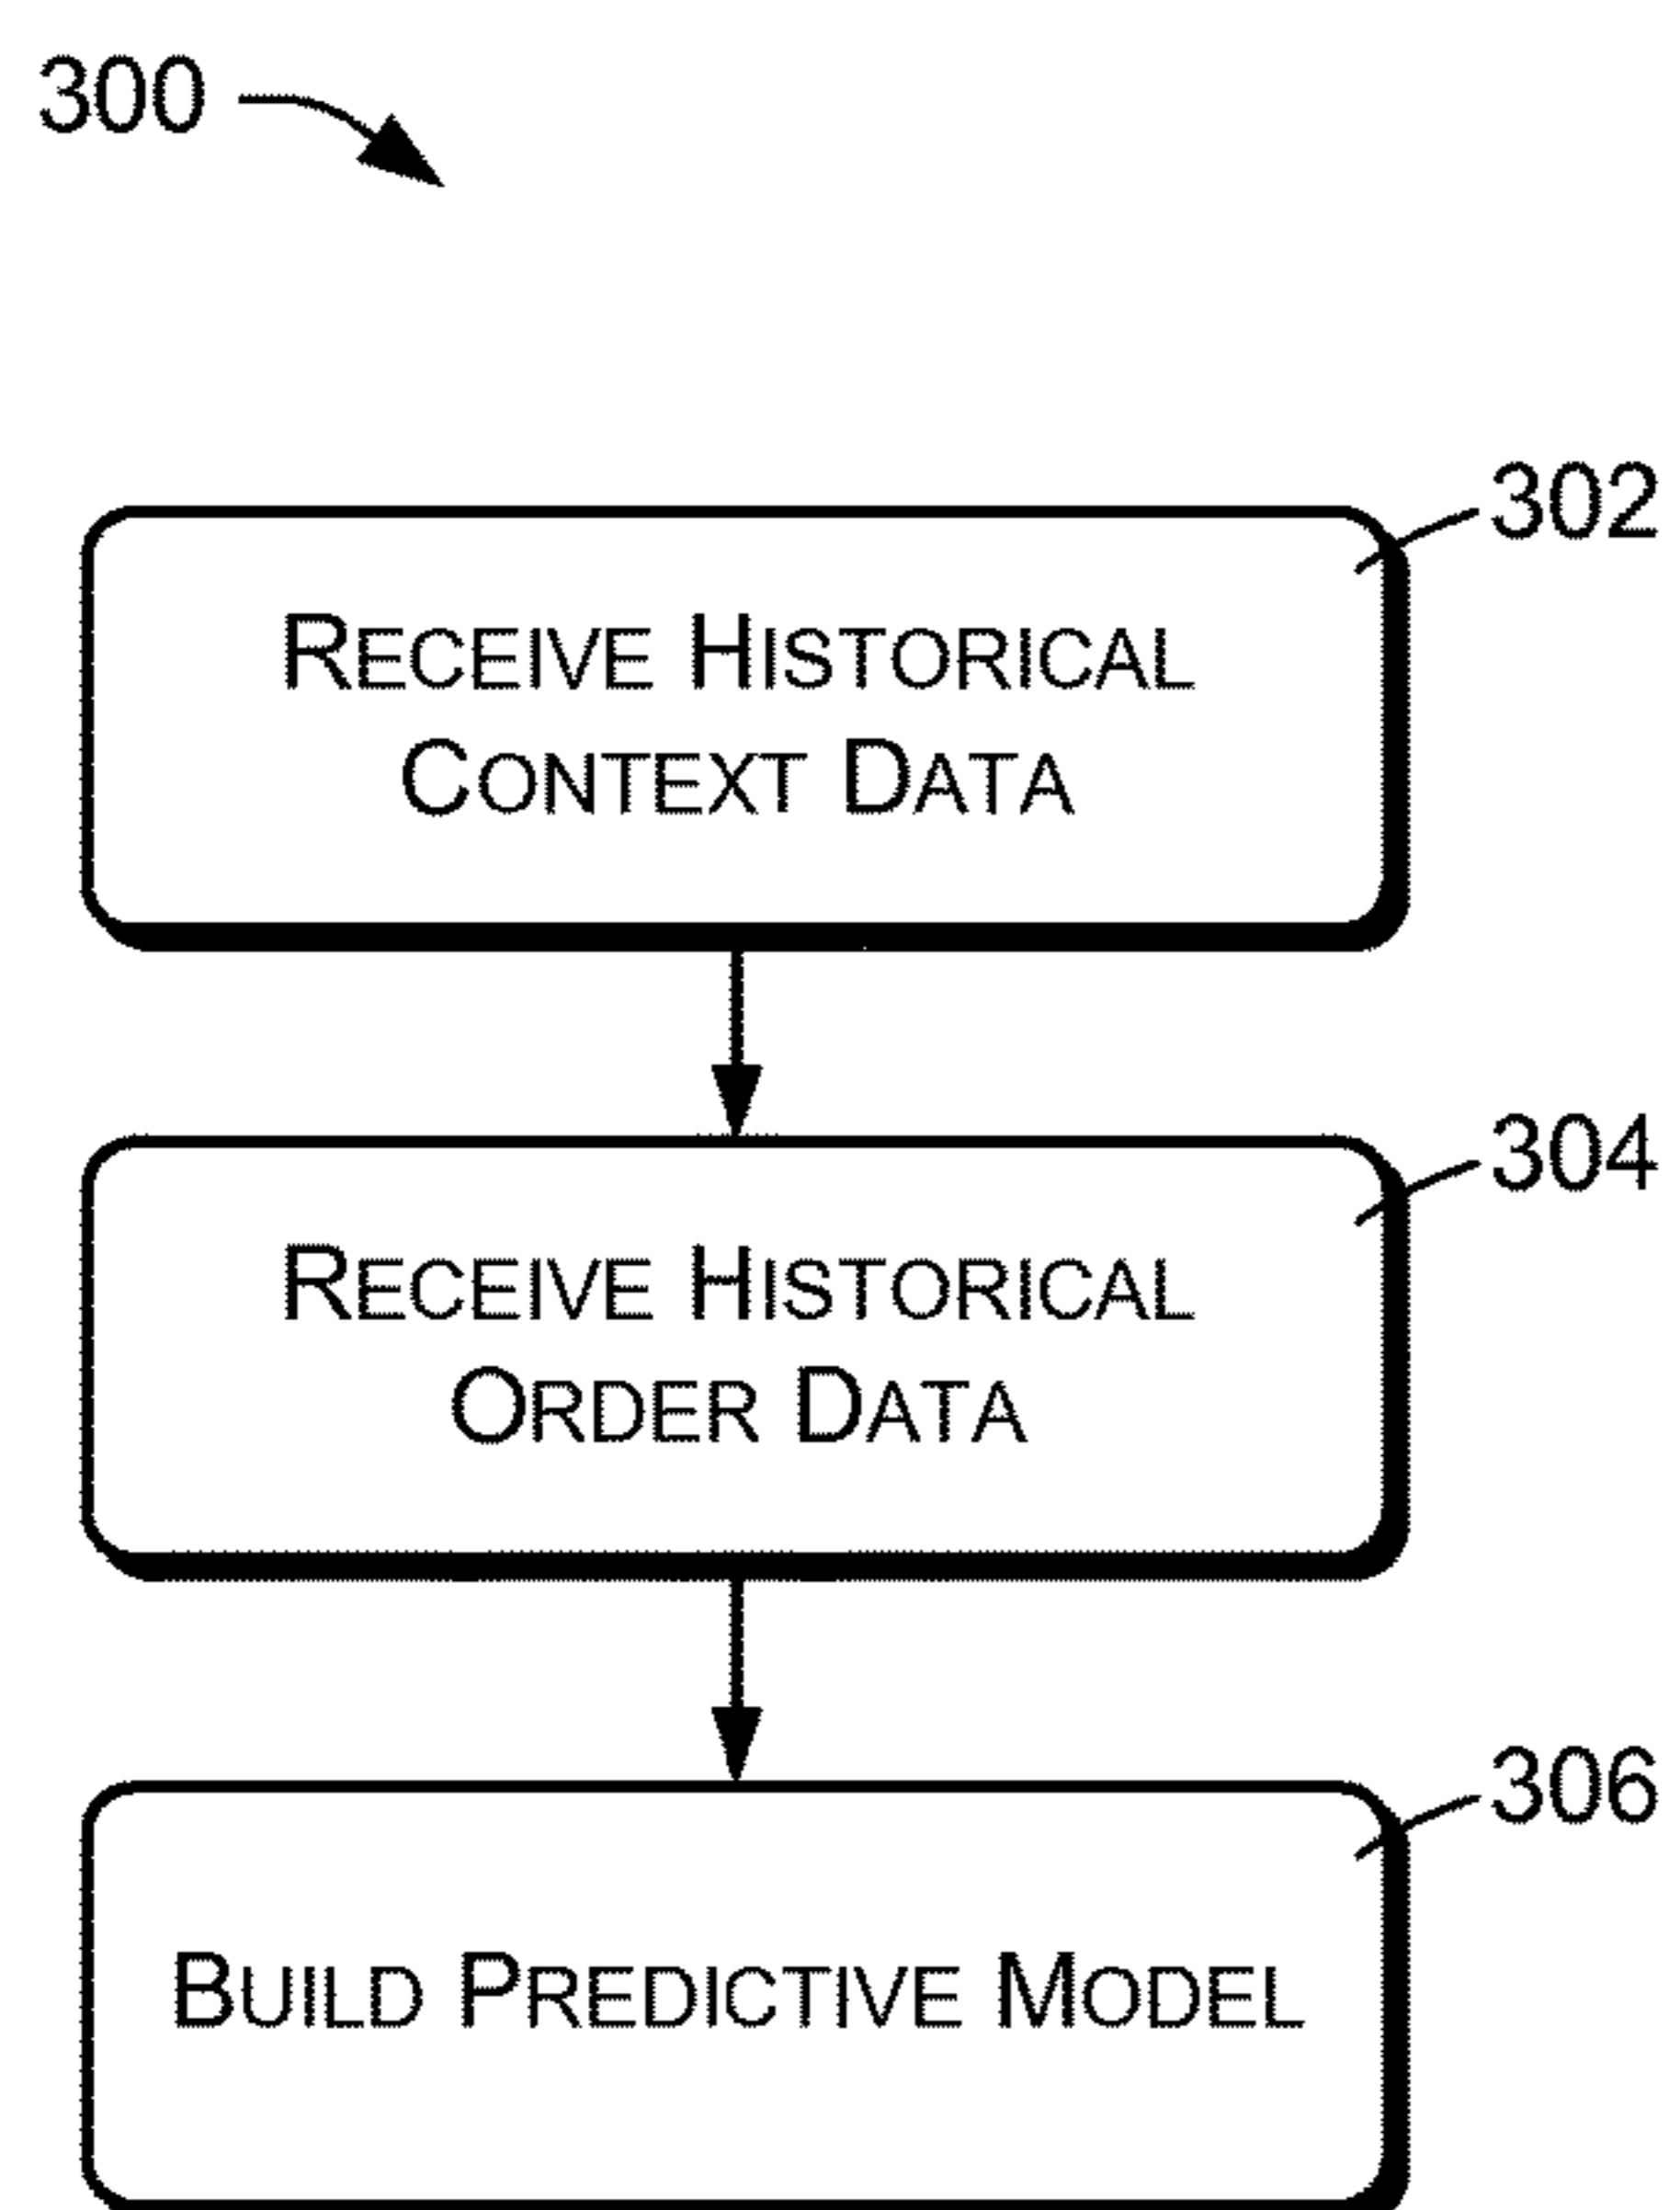 300
302
RECEIVE HISTORICAL
CONTEXT DATA
304
RECEIVE HISTORICAL
ORDER DATA
306
BUILD PREDICTIVE MODEL